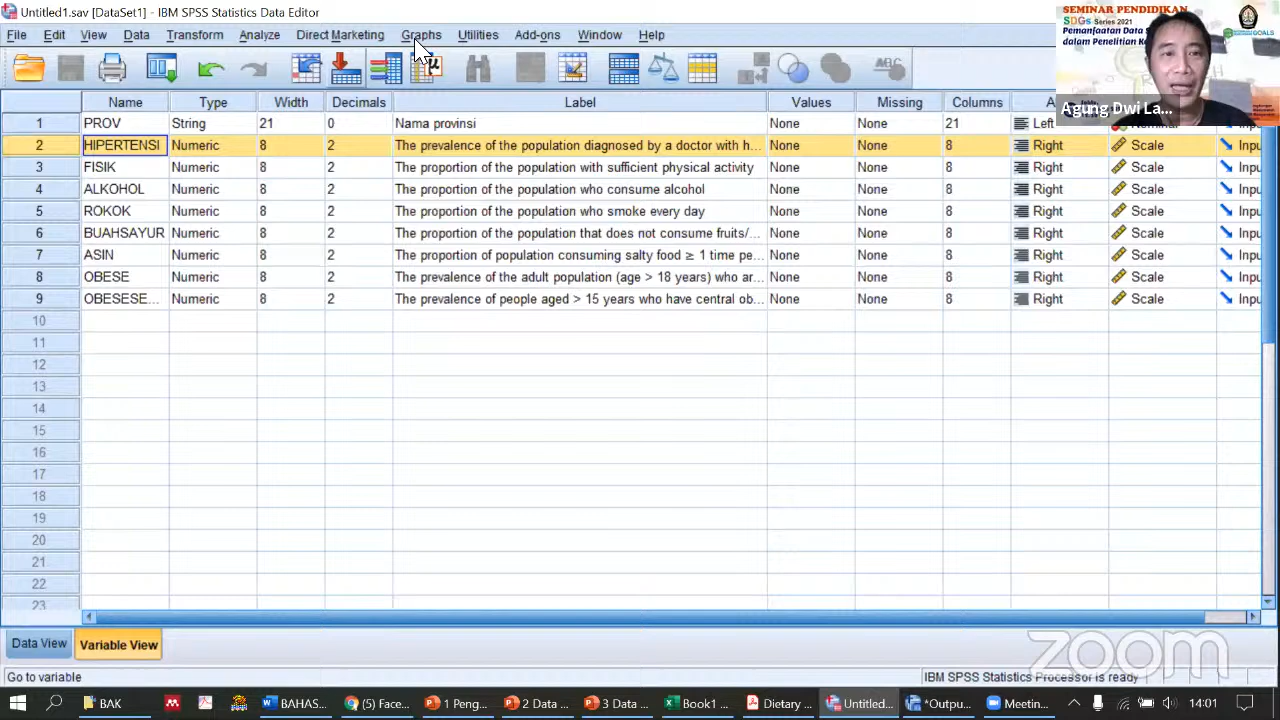 Untitled1.sav [DataSet1] - IBM SPSS Statistics Data Editor
File Edit View Data Transform Analyze Direct Marketing Graphs Utilities Add-ons Window Help
SEMINAR PENDIDIKAN
SDGs Series 2021
Pemanfaatan Data S
dalam Penelitian Ke
GOALS
Agung Dwi La...
Name Type Width Decimals Label Values Missing Columns A
1 PROV String 21 0 Nama provinsi None None 21 Left Nominal Inpu
2 HIPERTENSI Numeric 8 2 The prevalence of the population diagnosed by a doctor with h... None None 8 Right Scale Inpu
3 FISIK Numeric 8 2 The proportion of the population with sufficient physical activity None None 8 Right Scale Inpu
4 ALKOHOL Numeric 8 2 The proportion of the population who consume alcohol None None 8 Right Scale Inpu
5 ROKOK Numeric 8 2 The proportion of the population who smoke every day None None 8 Right Scale Inpu
6 BUAHSAYUR Numeric 8 2 The proportion of the population that does not consume fruits/... None None 8 Right Scale Inpu
7 ASIN Numeric 8 2 The proportion of population consuming salty food ≥ 1 time pe... None None 8 Right Scale Inpu
8 OBESE Numeric 8 2 The prevalence of the adult population (age > 18 years) who ar... None None 8 Right Scale Inpu
9 OBESESE... Numeric 8 2 The prevalence of people aged > 15 years who have central ob... None None 8 Right Scale Inpu
10
11
12
13
14
15
16
17
18
19
20
21
22
23
Data View Variable View
zoom
Go to variable IBM SPSS Statistics Processor is ready
BAK BAHAS... (5) Face... 1 Peng... 2 Data ... 3 Data ... Book1 ... Dietary ... Untitled... *Outpu... Meetin... 14:01